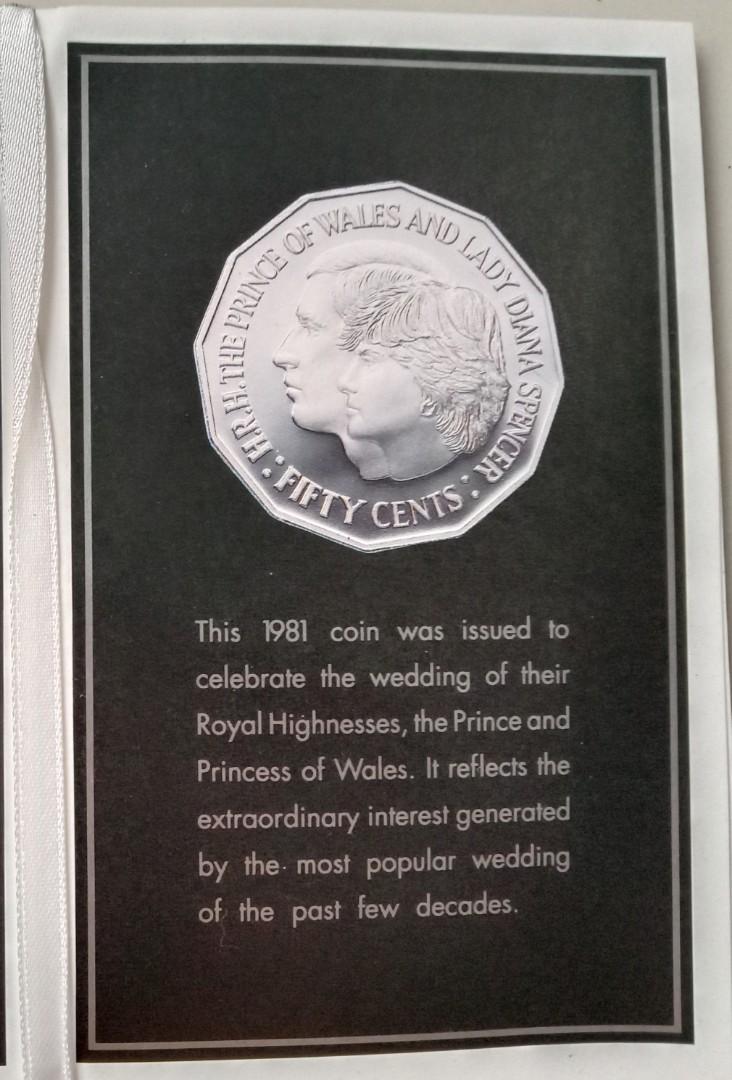 H.R.H. THE PRINCE OF WALES AND LADY DIANA SPENCER
FIFTY CENTS
This 1981 coin was issued to
celebrate the wedding of their
Royal Highnesses, the Prince and
Princess of Wales. It reflects the
extraordinary interest generated
by the most popular wedding
of the past few decades.